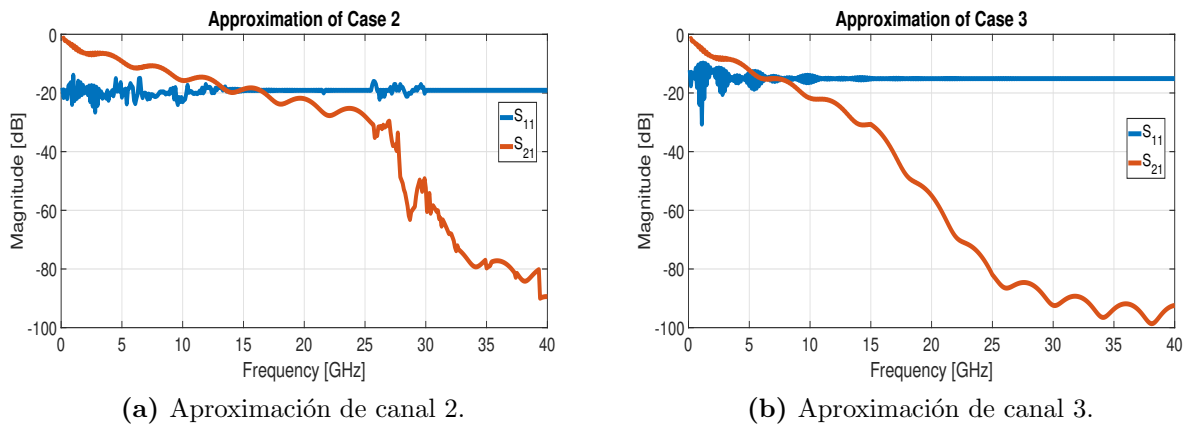 Approximation of Case 2
0
-20
-40
-60
-80
-100
Magnitude [dB]
0 5 10 15 20 25 30 35 40
Frequency [GHz]
S11
S21
(a) Aproximación de canal 2.
Approximation of Case 3
0
-20
-40
-60
-80
-100
Magnitude [dB]
0 5 10 15 20 25 30 35 40
Frequency [GHz]
S11
S21
(b) Aproximación de canal 3.